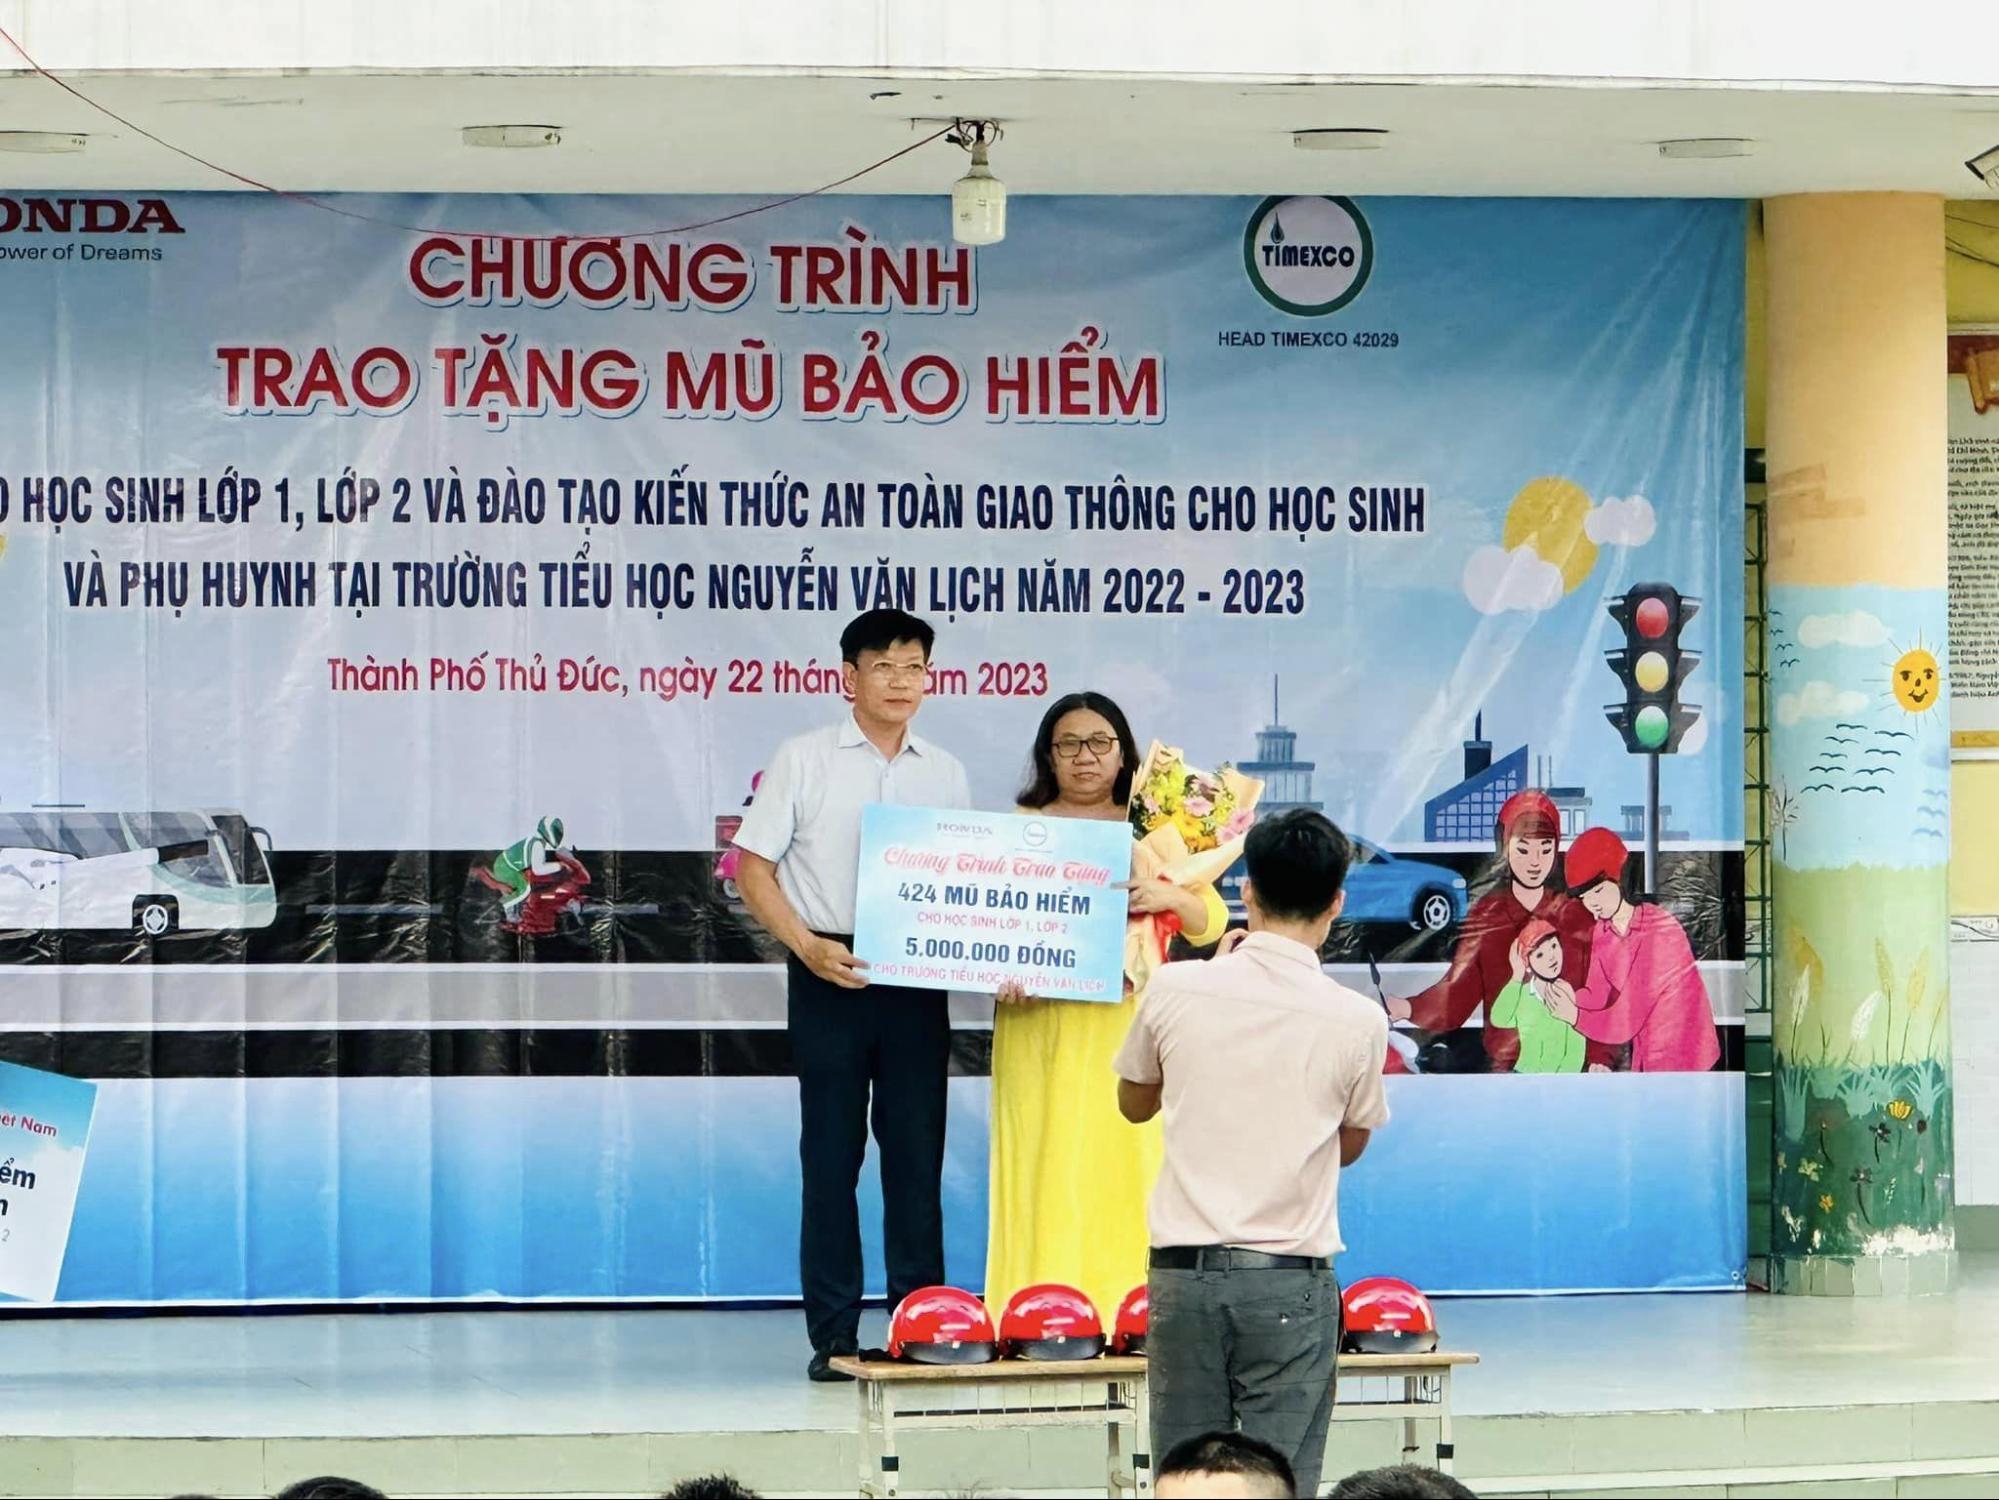 ONDA
ower of Dreams
TIMEXCO
HEAD TIMEXCO 42029
CHƯƠNG TRÌNH
TRAO TẶNG MŨ BẢO HIỂM
O HỌC SINH LỚP 1, LỚP 2 VÀ ĐÀO TẠO KIẾN THỨC AN TOÀN GIAO THÔNG CHO HỌC SINH
VÀ PHỤ HUYNH TẠI TRƯỜNG TIỂU HỌC NGUYỄN VĂN LỊCH NĂM 2022 - 2023
Thành Phố Thủ Đức, ngày 22 thán ăm 2023
HONDA
Chương Trình Trao Tặng
424 MŨ BẢO HIỂM
CHO HỌC SINH LỚP 1, LỚP 2
5.000.000 ĐỒNG
CHO TRƯỜNG TIỂU HỌC NGUYỄN VĂN LỊCH
ệt Nam
ểm
n
2